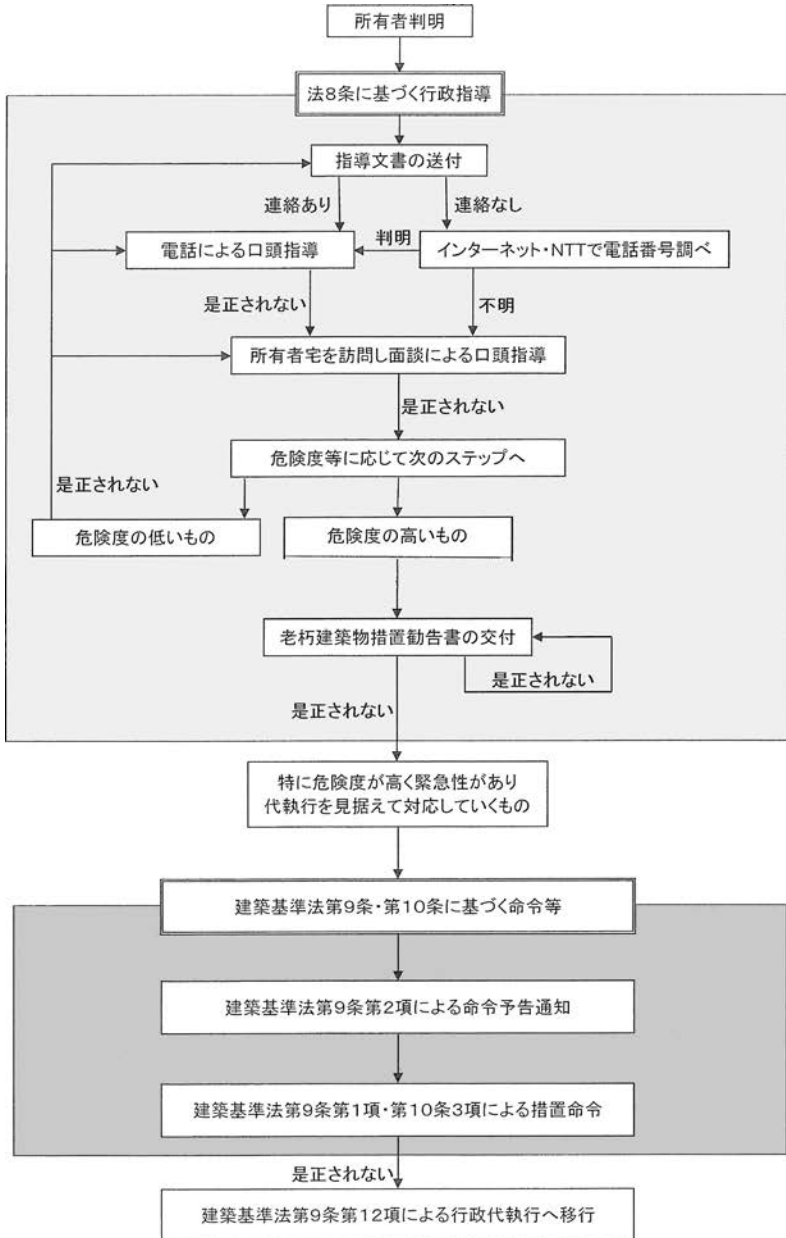 所有者判明
法8条に基づく行政指導
指導文書の送付
連絡あり
連絡なし
電話による口頭指導
判明
インターネット・NTTで電話番号調べ
是正されない
不明
所有者宅を訪問し面談による口頭指導
是正されない
危険度等に応じて次のステップへ
是正されない
危険度の低いもの
危険度の高いもの
老朽建築物措置勧告書の交付
是正されない
是正されない
特に危険度が高く緊急性があり
代執行を見据えて対応していくもの
建築基準法第9条・第10条に基づく命令等
建築基準法第9条第2項による命令予告通知
建築基準法第9条第1項・第10条3項による措置命令
是正されない
建築基準法第9条第12項による行政代執行へ移行